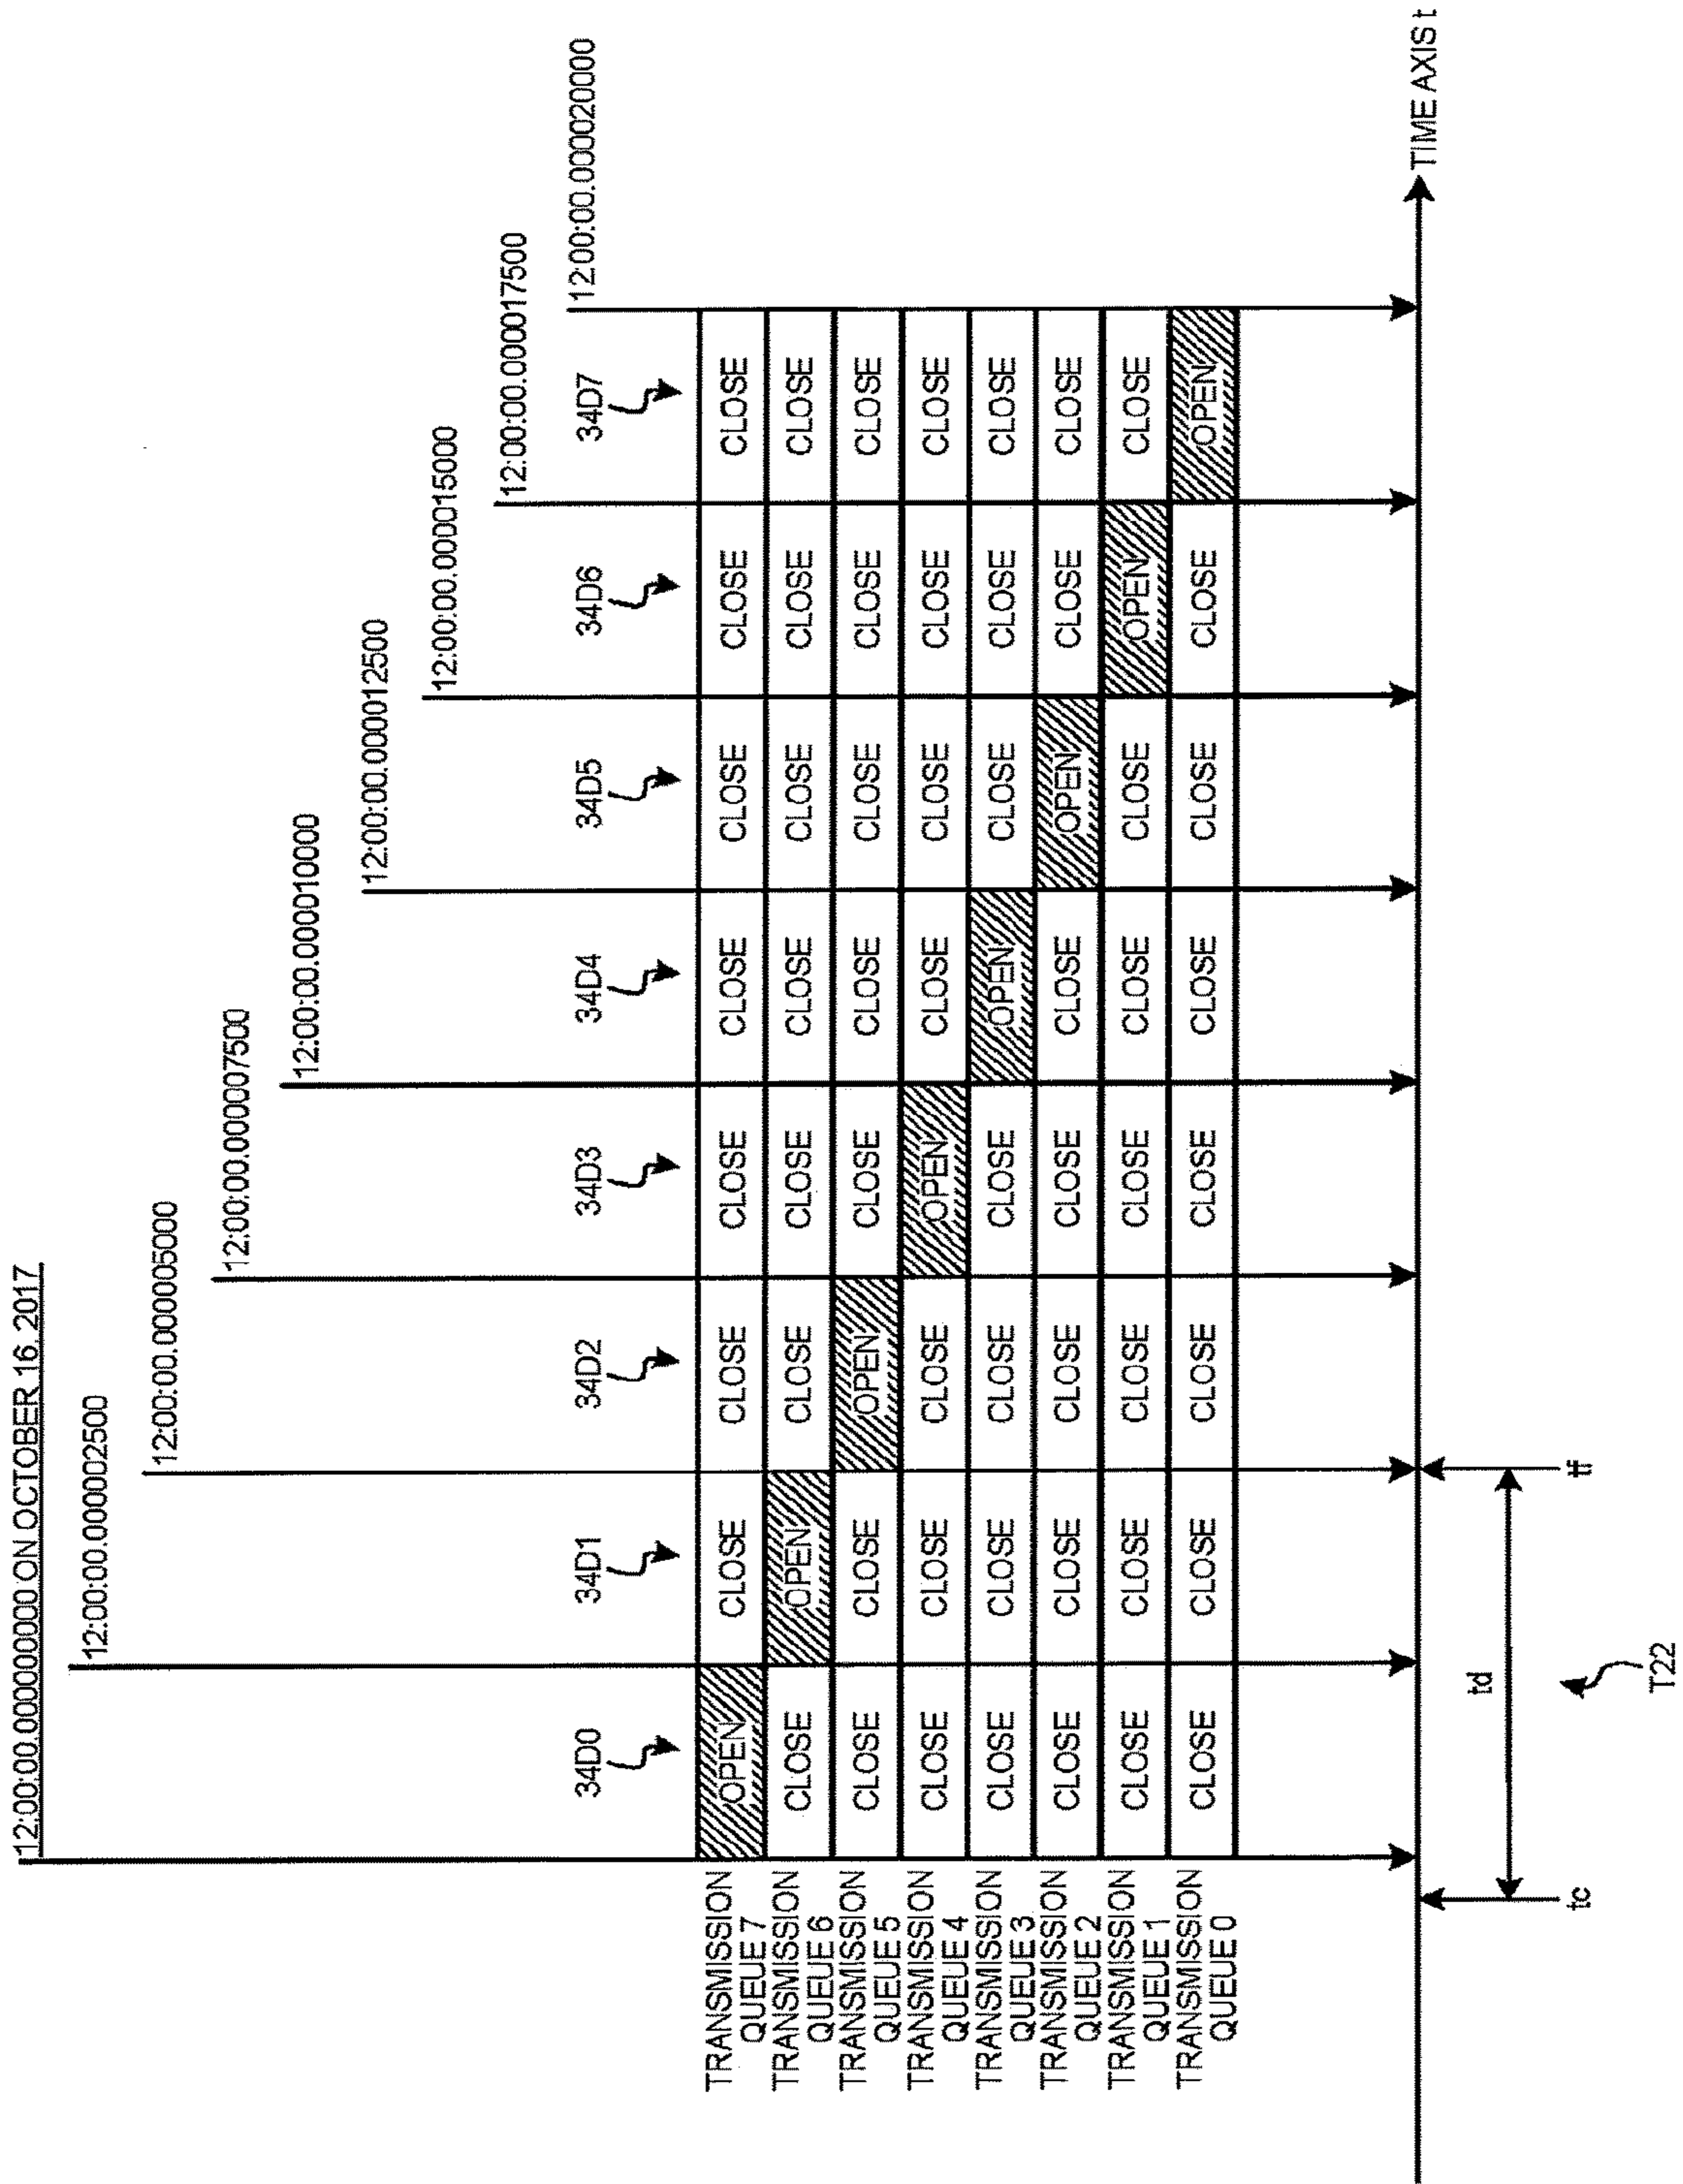 12:00:00.000000000 ON OCTOBER 16, 2017
12:00:00.000002500
12:00:00.000005000
12:00:00.000007500
12:00:00.000010000
12:00:00.000012500
12:00:00.000015000
12:00:00.000017500
12:00:00.000020000
34D0 34D1 34D2 34D3 34D4 34D5 34D6 34D7
TRANSMISSION
QUEUE 7
OPEN CLOSE CLOSE CLOSE CLOSE CLOSE CLOSE CLOSE
TRANSMISSION
QUEUE 6
CLOSE OPEN CLOSE CLOSE CLOSE CLOSE CLOSE CLOSE
TRANSMISSION
QUEUE 5
CLOSE CLOSE OPEN CLOSE CLOSE CLOSE CLOSE CLOSE
TRANSMISSION
QUEUE 4
CLOSE CLOSE CLOSE OPEN CLOSE CLOSE CLOSE CLOSE
TRANSMISSION
QUEUE 3
CLOSE CLOSE CLOSE CLOSE OPEN CLOSE CLOSE CLOSE
TRANSMISSION
QUEUE 2
CLOSE CLOSE CLOSE CLOSE CLOSE OPEN CLOSE CLOSE
TRANSMISSION
QUEUE 1
CLOSE CLOSE CLOSE CLOSE CLOSE CLOSE OPEN CLOSE
TRANSMISSION
QUEUE 0
CLOSE CLOSE CLOSE CLOSE CLOSE CLOSE CLOSE OPEN
TIME AXIS t
td
tc
tf
T22